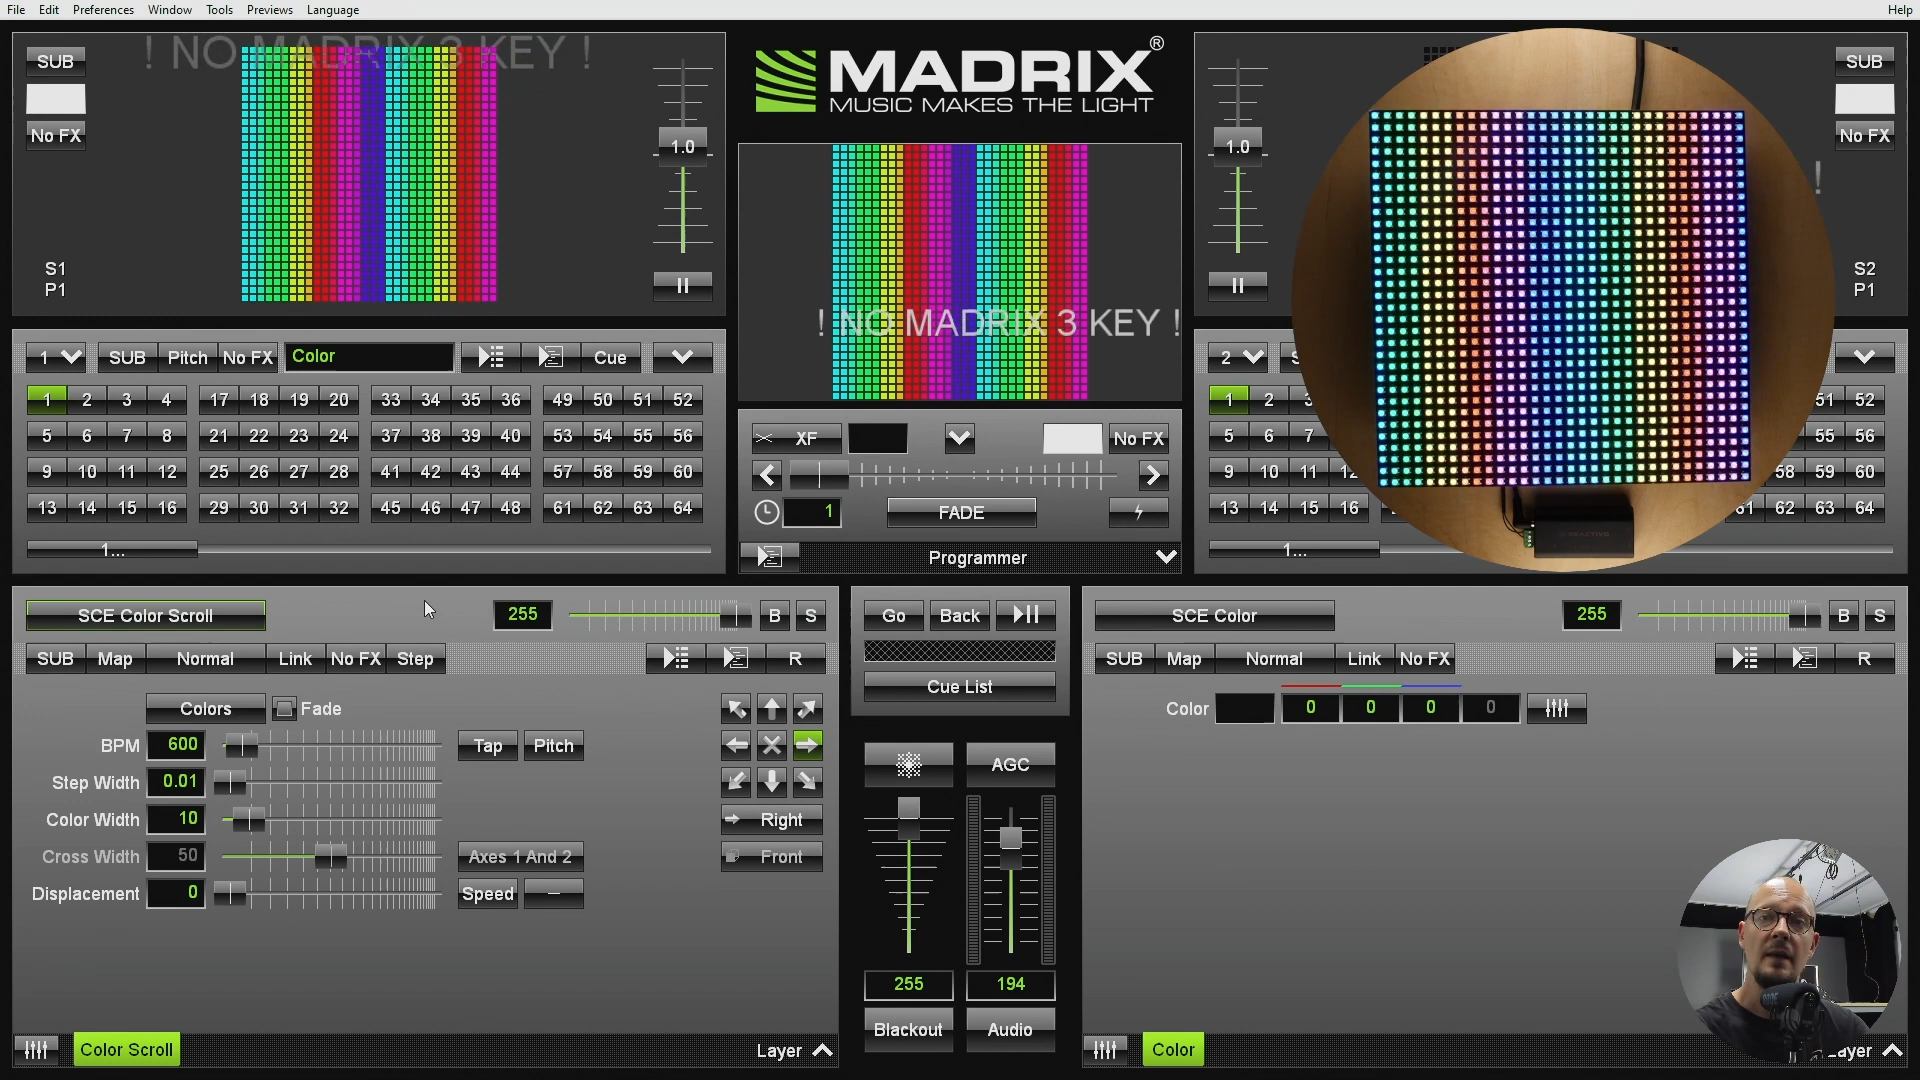 File Edit Preferences Window Tools Previews Language Help
SUB
! NO MADRIX 3 KEY !
No FX
1.0
S1
P1
MADRIX®
MUSIC MAKES THE LIGHT
! NO MADRIX 3 KEY !
1.0
SUB
No FX
!
S2
P1
1 SUB Pitch No FX Color Cue
1 2 3 4 17 18 19 20 33 34 35 36 49 50 51 52
5 6 7 8 21 22 23 24 37 38 39 40 53 54 55 56
9 10 11 12 25 26 27 28 41 42 43 44 57 58 59 60
13 14 15 16 29 30 31 32 45 46 47 48 61 62 63 64
1...
XF No FX
1 FADE
Programmer
2
1 2 51 52
5 6 7 55 56
9 10 11 58 59 60
13 14 15 16 61 62 63 64
1...
SCE Color Scroll 255 B S
SUB Map Normal Link No FX Step R
Colors Fade
BPM 600 Tap Pitch
Step Width 0.01
Color Width 10 Right
Cross Width 50 Axes 1 And 2 Front
Displacement 0 Speed
Color Scroll Layer
Go Back
Cue List
AGC
255 194
Blackout Audio
SCE Color 255 B S
SUB Map Normal Link No FX R
Color 0 0 0 0
Color Layer